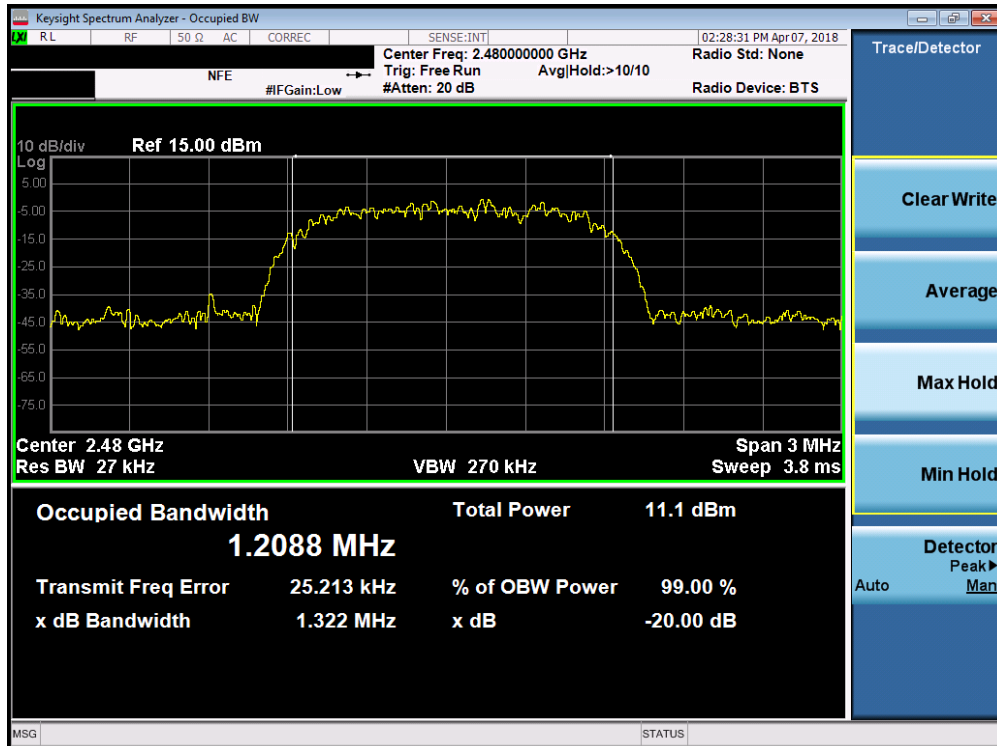 Keysight Spectrum Analyzer - Occupied BW
LXI RL RF 50 Ω AC CORREC SENSE:INT 02:28:31 PM Apr 07, 2018
Center Freq: 2.480000000 GHz Radio Std: None
NFE Trig: Free Run Avg|Hold:>10/10
#IFGain:Low #Atten: 20 dB Radio Device: BTS
Trace/Detector
10 dB/div Ref 15.00 dBm
Log
5.00
-5.00
-15.0
-25.0
-35.0
-45.0
-55.0
-65.0
-75.0
Center 2.48 GHz Span 3 MHz
Res BW 27 kHz VBW 270 kHz Sweep 3.8 ms
Occupied Bandwidth Total Power 11.1 dBm
1.2088 MHz
Transmit Freq Error 25.213 kHz % of OBW Power 99.00 %
x dB Bandwidth 1.322 MHz x dB -20.00 dB
Clear Write
Average
Max Hold
Min Hold
Detector
Peak▶
Auto Man
MSG STATUS